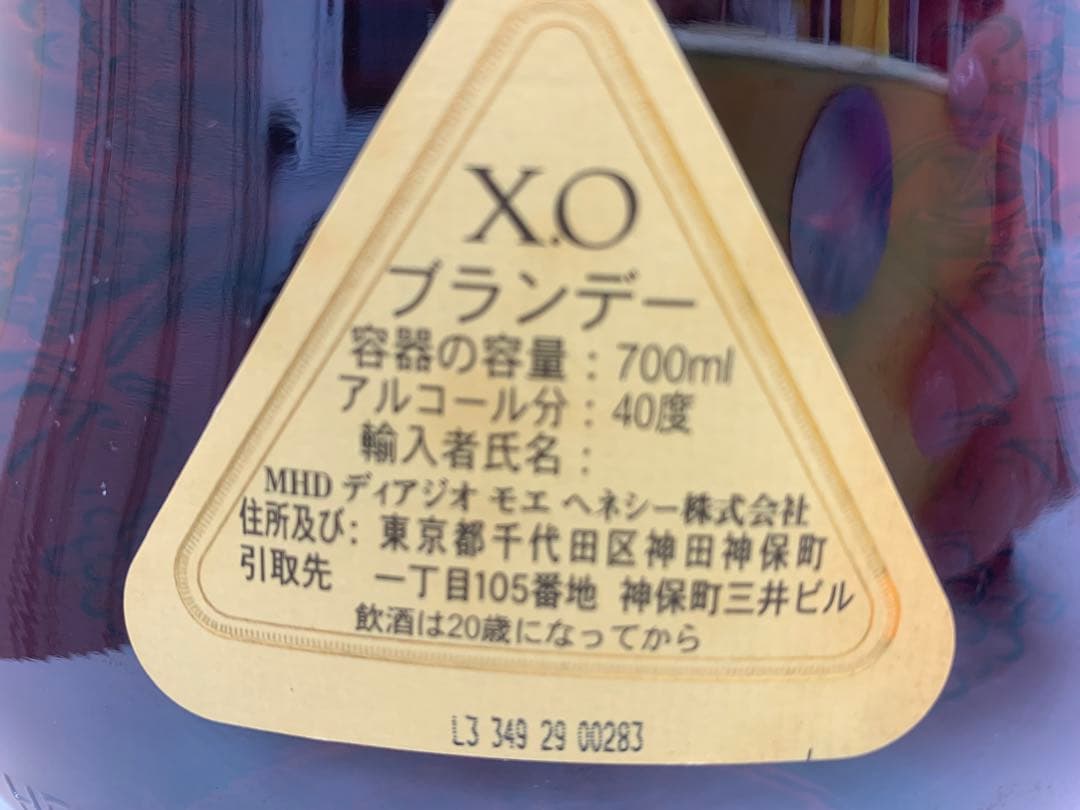 X.O
ブランデー
容器の容量：700ml
アルコール分：40度
輸入者氏名：
MHD ディアジオ モエ ヘネシー株式会社
住所及び：東京都千代田区神田神保町
引取先 一丁目105番地 神保町三井ビル
飲酒は20歳になってから
L3 349 29 00283